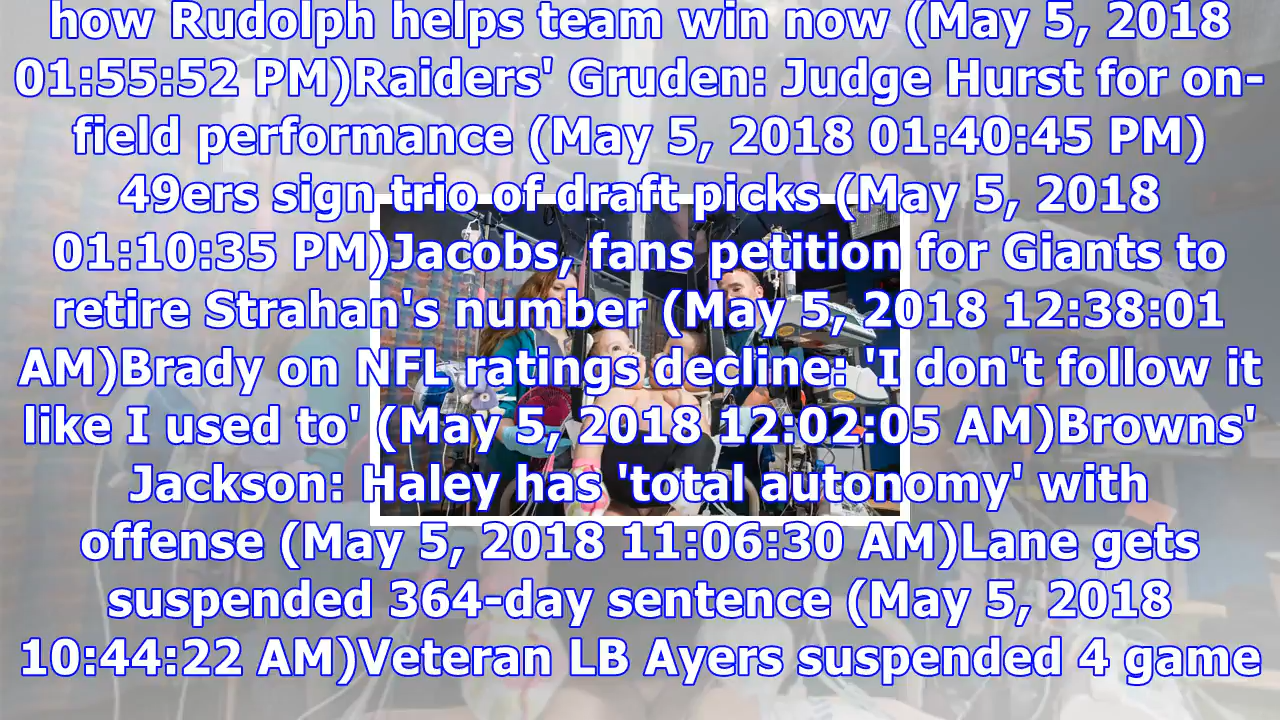 how Rudolph helps team win now (May 5, 2018
01:55:52 PM)Raiders' Gruden: Judge Hurst for on-
field performance (May 5, 2018 01:40:45 PM)
49ers sign trio of draft picks (May 5, 2018
01:10:35 PM)Jacobs, fans petition for Giants to
retire Strahan's number (May 5, 2018 12:38:01
AM)Brady on NFL ratings decline: 'I don't follow it
like I used to' (May 5, 2018 12:02:05 AM)Browns'
Jackson: Haley has 'total autonomy' with
offense (May 5, 2018 11:06:30 AM)Lane gets
suspended 364-day sentence (May 5, 2018
10:44:22 AM)Veteran LB Ayers suspended 4 game